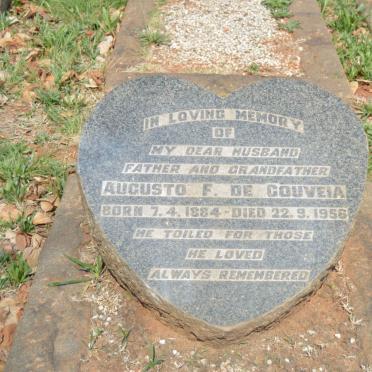 IN LOVING MEMORY
OF
MY DEAR HUSBAND
FATHER AND GRANDFATHER
AUGUSTO F. DE GOUVEIA
BORN 7.4.1884-DIED 22.9.1956
HE TOILED FOR THOSE
HE LOVED
ALWAYS REMEMBERED